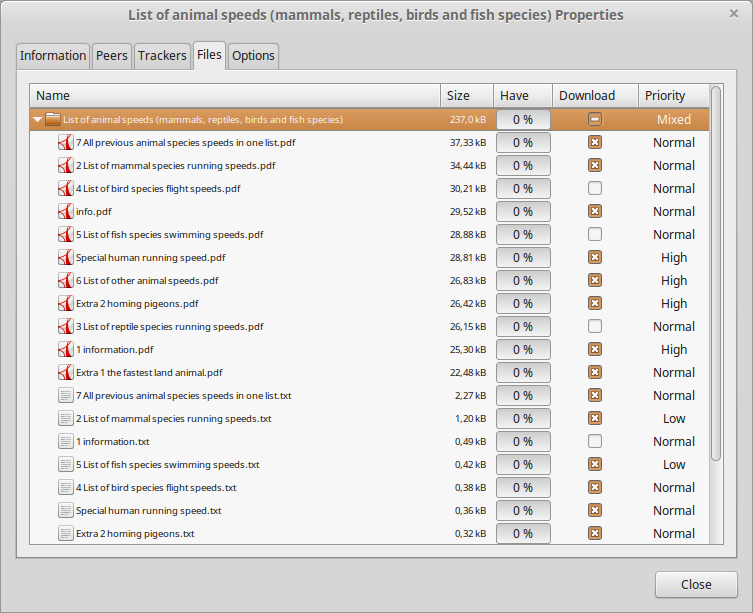 List of animal speeds (mammals, reptiles, birds and fish species) Properties
Information Peers Trackers Files Options
Name Size Have Download Priority
List of animal speeds (mammals, reptiles, birds and fish species) 237,0 kB 0 % Mixed
7 All previous animal species speeds in one list.pdf 37,33 kB 0 % Normal
2 List of mammal species running speeds.pdf 34,44 kB 0 % Normal
4 List of bird species flight speeds.pdf 30,21 kB 0 % Normal
info.pdf 29,52 kB 0 % Normal
5 List of fish species swimming speeds.pdf 28,88 kB 0 % Normal
Special human running speed.pdf 28,81 kB 0 % High
6 List of other animal speeds.pdf 26,83 kB 0 % High
Extra 2 homing pigeons.pdf 26,42 kB 0 % High
3 List of reptile species running speeds.pdf 26,15 kB 0 % Normal
1 information.pdf 25,30 kB 0 % High
Extra 1 the fastest land animal.pdf 22,48 kB 0 % Normal
7 All previous animal species speeds in one list.txt 2,27 kB 0 % Normal
2 List of mammal species running speeds.txt 1,20 kB 0 % Low
1 information.txt 0,49 kB 0 % Normal
5 List of fish species swimming speeds.txt 0,42 kB 0 % Low
4 List of bird species flight speeds.txt 0,38 kB 0 % Normal
Special human running speed.txt 0,36 kB 0 % Normal
Extra 2 homing pigeons.txt 0,32 kB 0 % Normal
Close